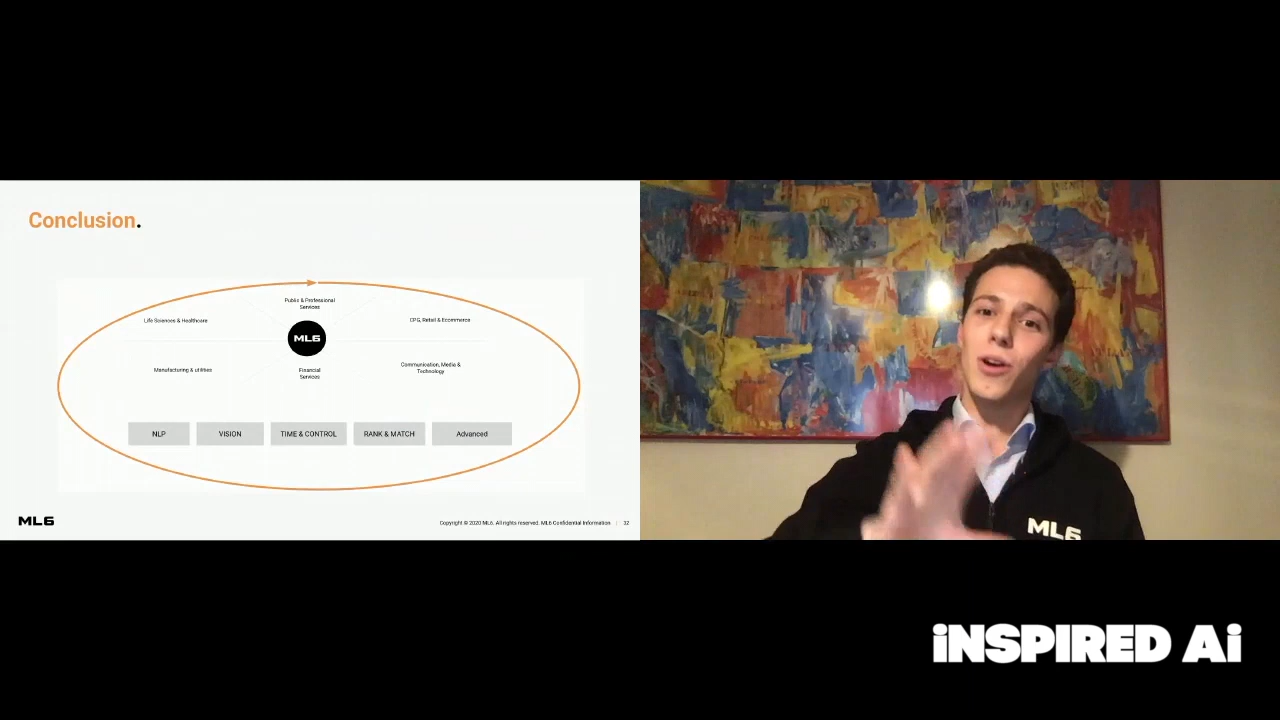 Conclusion.
Public & Professional
Services
Life Sciences & Healthcare
CPG, Retail & Ecommerce
ML6
Manufacturing & utilities
Financial
Services
Communication, Media &
Technology
NLP
VISION
TIME & CONTROL
RANK & MATCH
Advanced
ML6
Copyright © 2020 ML6. All rights reserved. ML6 Confidential Information | 32
ML6
iNSPIRED Ai